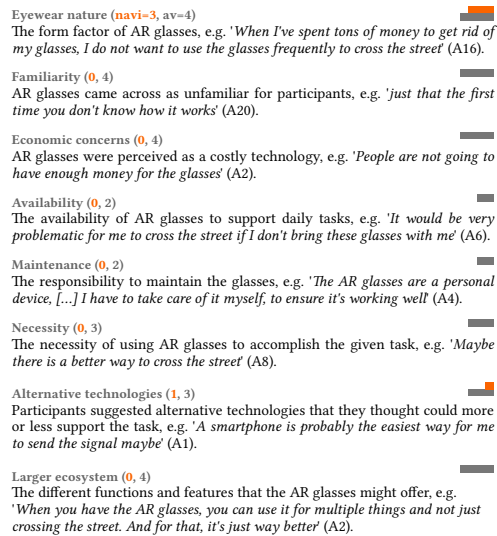 Eyewear nature (navi=3, av=4)
The form factor of AR glasses, e.g. 'When I've spent tons of money to get rid of
my glasses, I do not want to use the glasses frequently to cross the street' (A16).
Familiarity (0, 4)
AR glasses came across as unfamiliar for participants, e.g. 'just that the first
time you don't know how it works' (A20).
Economic concerns (0, 4)
AR glasses were perceived as a costly technology, e.g. 'People are not going to
have enough money for the glasses' (A2).
Availability (0, 2)
The availability of AR glasses to support daily tasks, e.g. 'It would be very
problematic for me to cross the street if I don't bring these glasses with me' (A6).
Maintenance (0, 2)
The responsibility to maintain the glasses, e.g. 'The AR glasses are a personal
device, [...] I have to take care of it myself, to ensure it's working well' (A4).
Necessity (0, 3)
The necessity of using AR glasses to accomplish the given task, e.g. 'Maybe
there is a better way to cross the street' (A8).
Alternative technologies (1, 3)
Participants suggested alternative technologies that they thought could more
or less support the task, e.g. 'A smartphone is probably the easiest way for me
to send the signal maybe' (A1).
Larger ecosystem (0, 4)
The different functions and features that the AR glasses might offer, e.g.
'When you have the AR glasses, you can use it for multiple things and not just
crossing the street. And for that, it's just way better' (A2).